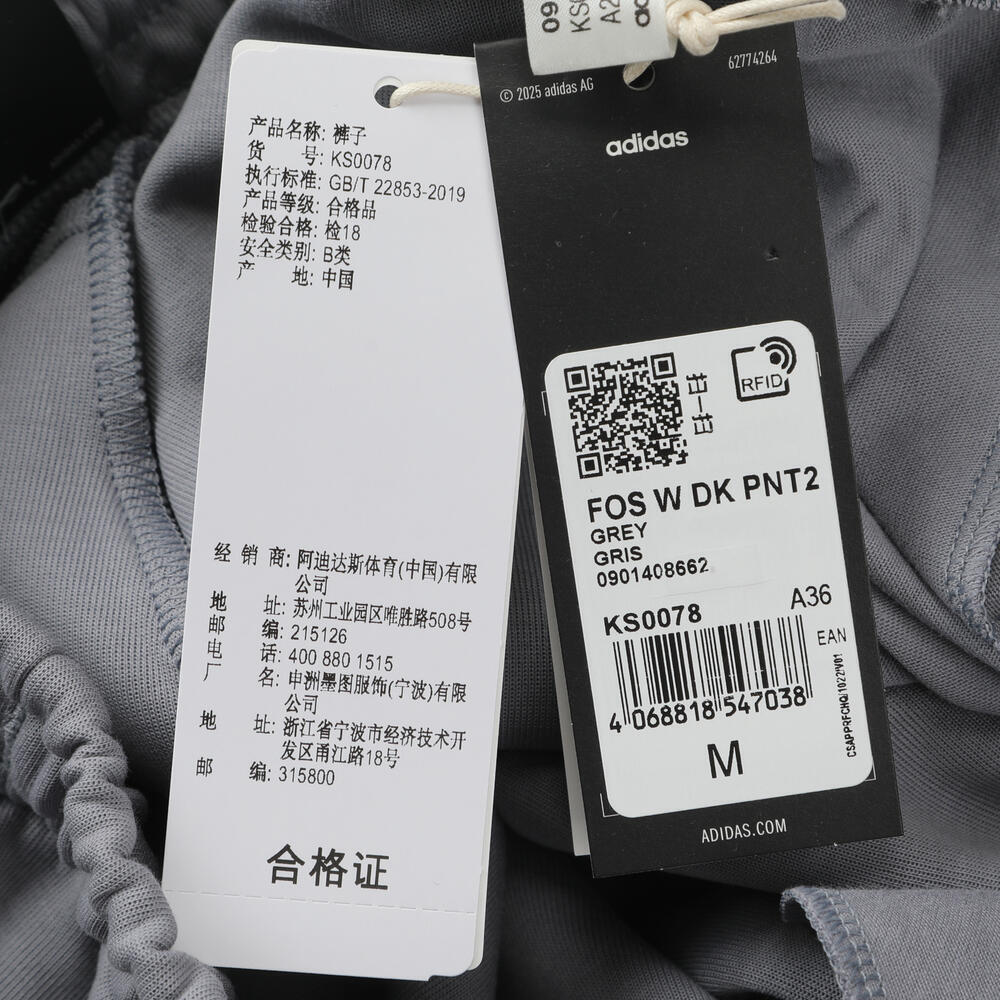 产品名称: 裤子
货 号: KS0078
执行标准: GB/T 22853-2019
产品等级: 合格品
检验合格: 检18
安全类别: B类
产 地: 中国
经 销 商: 阿迪达斯体育(中国)有限
公司
地 址: 苏州工业园区唯胜路508号
邮 编: 215126
电 话: 400 880 1515
厂 名: 申洲墨图服饰(宁波)有限
公司
地 址: 浙江省宁波市经济技术开
发区甬江路18号
邮 编: 315800
合格证
09
A2
© 2025 adidas AG
62774264
adidas
RFID
FOS W DK PNT2
GREY
GRIS
0901408662
KS0078
A36
EAN
4 068818 547038
CSAPPRFCHQ/1022/V01
M
ADIDAS.COM